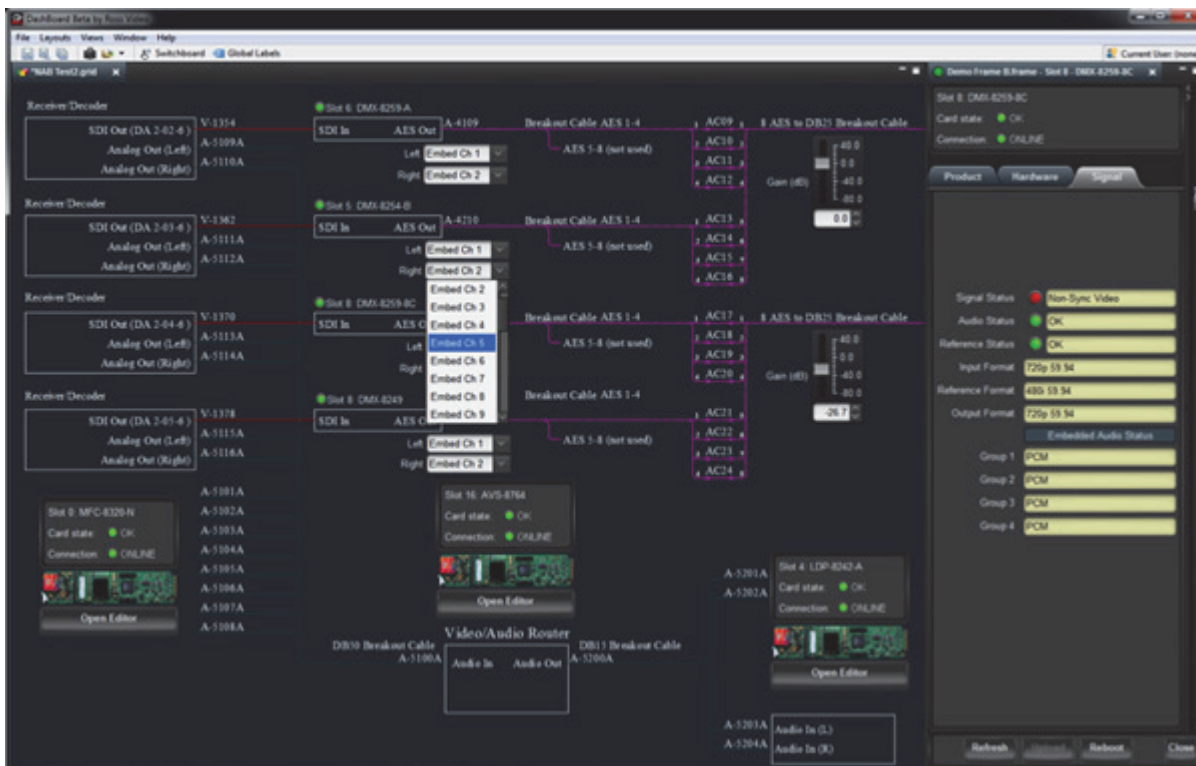 DashBoard Beta by Ross Video
File Layouts Views Window Help
Switchboard Global Labels
Current User: (none
*NAB Test2.grid
Demo Frame 8.frame - Slot 8 - DMX-8259-8C
Receiver/Decoder
SDI Out (DA 2-02-6)
Analog Out (Left)
Analog Out (Right)
V-1354
A-5109A
A-5110A
Slot 6: DMX-8259-A
SDI In AES Out
A-4109
Left Embed Ch 1
Right Embed Ch 2
Breakout Cable AES 1-4
AES 5-8 (not used)
AC09
AC10
AC11
AC12
8 AES to DB25 Breakout Cable
Gain (dB)
40.0
0.0
-40.0
-80.0
0.0
Receiver/Decoder
SDI Out (DA 2-03-6)
Analog Out (Left)
Analog Out (Right)
V-1362
A-5111A
A-5112A
Slot 5: DMX-8254-B
SDI In AES Out
A-4210
Left Embed Ch 1
Right Embed Ch 2
Embed Ch 2
Embed Ch 3
Embed Ch 4
Embed Ch 5
Embed Ch 6
Embed Ch 7
Embed Ch 8
Embed Ch 9
Breakout Cable AES 1-4
AES 5-8 (not used)
AC13
AC14
AC15
AC16
Receiver/Decoder
SDI Out (DA 2-04-6)
Analog Out (Left)
Analog Out (Right)
V-1370
A-5113A
A-5114A
Slot 8: DMX-8259-8C
SDI In AES O
Left
Right
Breakout Cable AES 1-4
AES 5-8 (not used)
AC17
AC18
AC19
AC20
8 AES to DB25 Breakout Cable
Gain (dB)
40.0
0.0
-40.0
-80.0
-26.7
Receiver/Decoder
SDI Out (DA 2-05-6)
Analog Out (Left)
Analog Out (Right)
V-1378
A-5115A
A-5116A
Slot 8: DMX-8249
SDI In AES O
Left Embed Ch 1
Right Embed Ch 2
Breakout Cable AES 1-4
AES 5-8 (not used)
AC21
AC22
AC23
AC24
Slot 0: MFC-8320-N
Card state: OK
Connection: ONLINE
Open Editor
A-5101A
A-5102A
A-5103A
A-5104A
A-5105A
A-5106A
A-5107A
A-5108A
Slot 16: AVS-8764
Card state: OK
Connection: ONLINE
Open Editor
DB50 Breakout Cable
A-5100A
Video/Audio Router
Audio In Audio Out
DB15 Breakout Cable
A-5200A
A-5201A
A-5202A
Slot 4: LDP-8242-A
Card state: OK
Connection: ONLINE
Open Editor
A-5203A
A-5204A
Audio In (L)
Audio In (R)
Slot 8: DMX-8259-8C
Card state: OK
Connection: ONLINE
Product Hardware Signal
Signal Status Non-Sync Video
Audio Status OK
Reference Status OK
Input Format 720p 59.94
Reference Format 480i 59.94
Output Format 720p 59.94
Embedded Audio Status
Group 1 PCM
Group 2 PCM
Group 3 PCM
Group 4 PCM
Refresh Upload Reboot Close